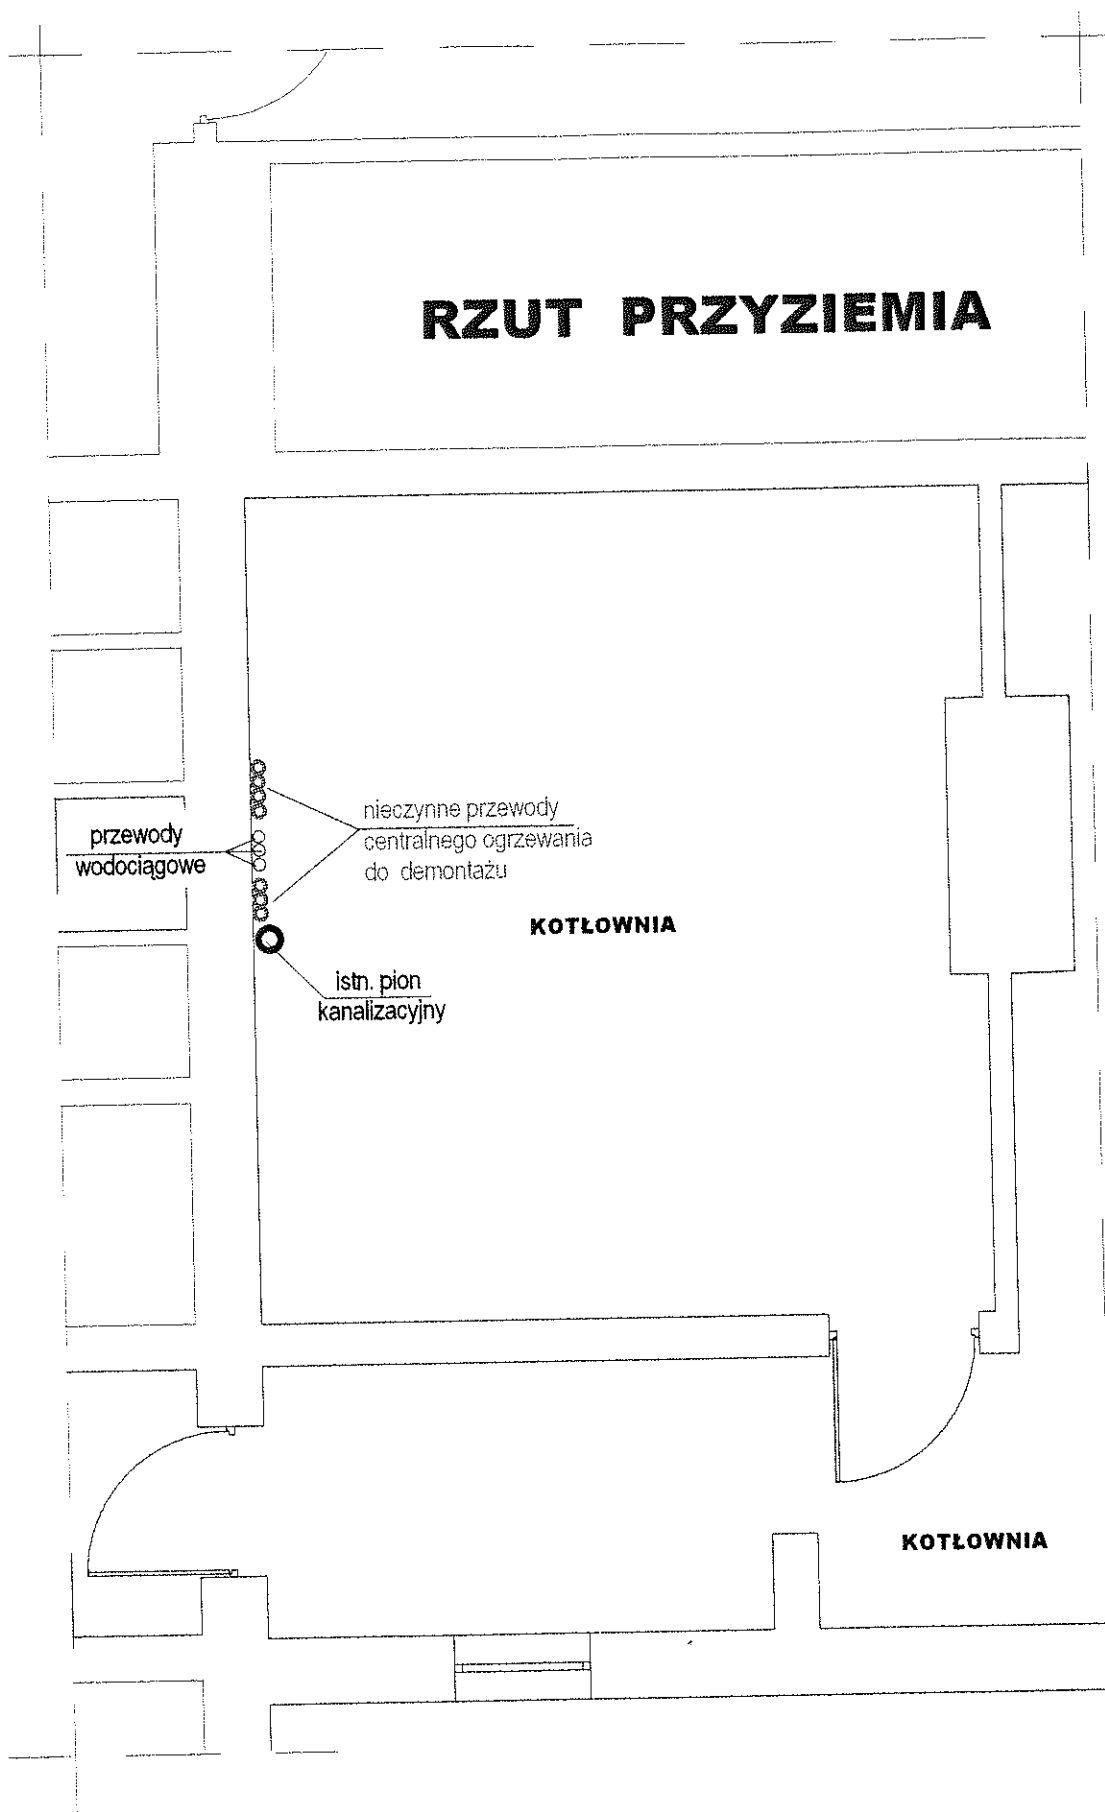 RZUT PRZYZIEMIA
nieczynne przewody
centralnego ogrzewania
do demontażu
przewody
wodociągowe
KOTŁOWNIA
istn. pion
kanalizacyjny
KOTŁOWNIA